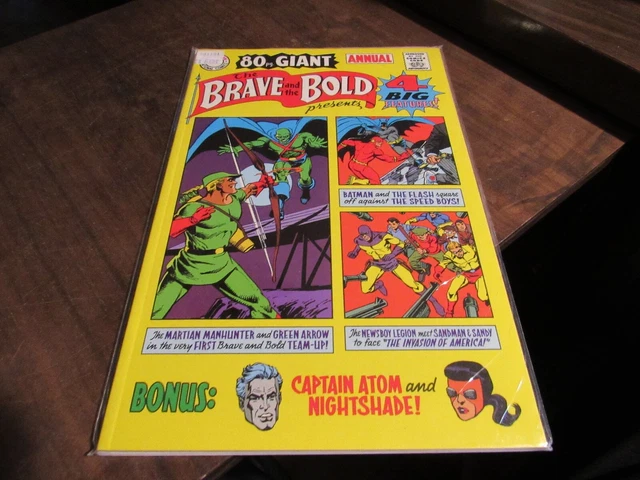 80 PG. GIANT
ANNUAL
The
BRAVE and the BOLD
presents
4
BIG
FEATURES!
BATMAN and THE FLASH square
off against THE SPEED BOYS!
The MARTIAN MANHUNTER and GREEN ARROW
in the very FIRST Brave and Bold TEAM-UP!
The NEWSBOY LEGION meet SANDMAN & SANDY
to face "THE INVASION OF AMERICA!"
BONUS:
CAPTAIN ATOM and
NIGHTSHADE!